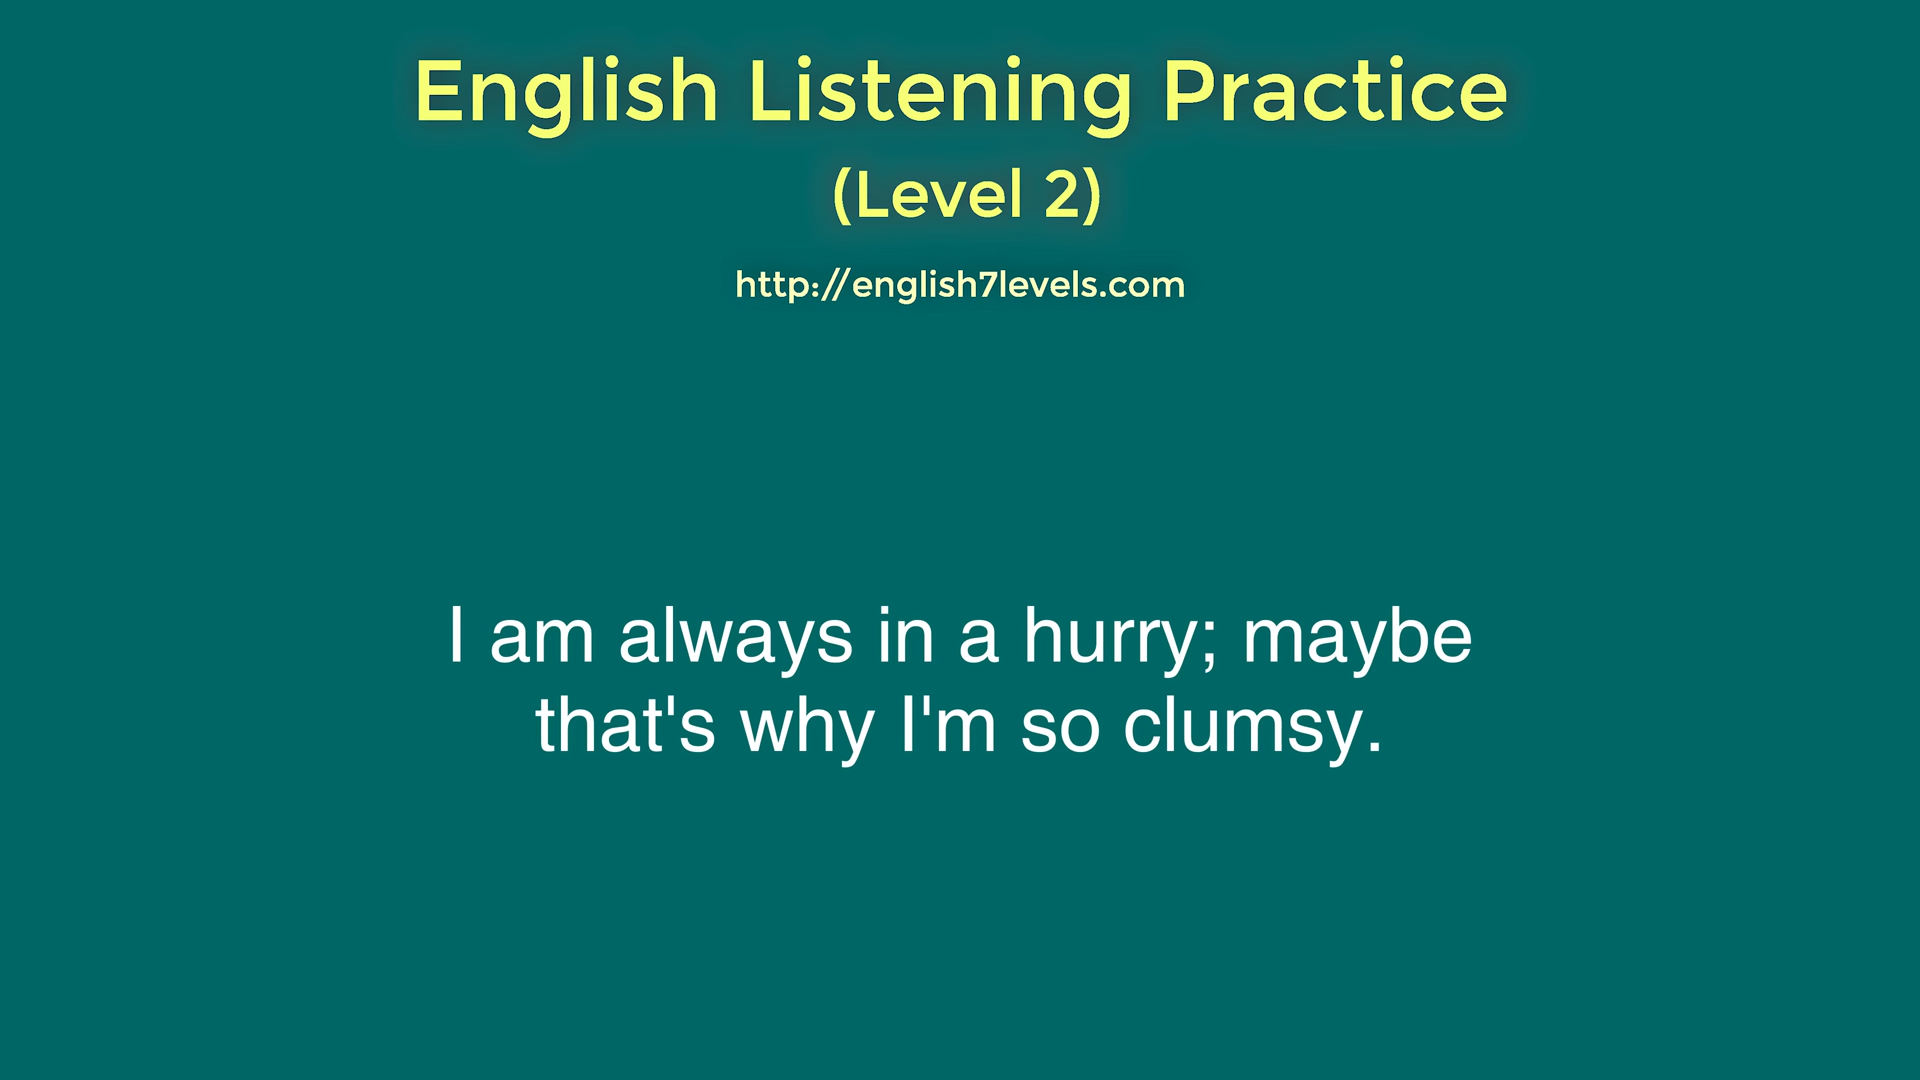 English Listening Practice
(Level 2)
http://english7levels.com
I am always in a hurry; maybe
that's why I'm so clumsy.